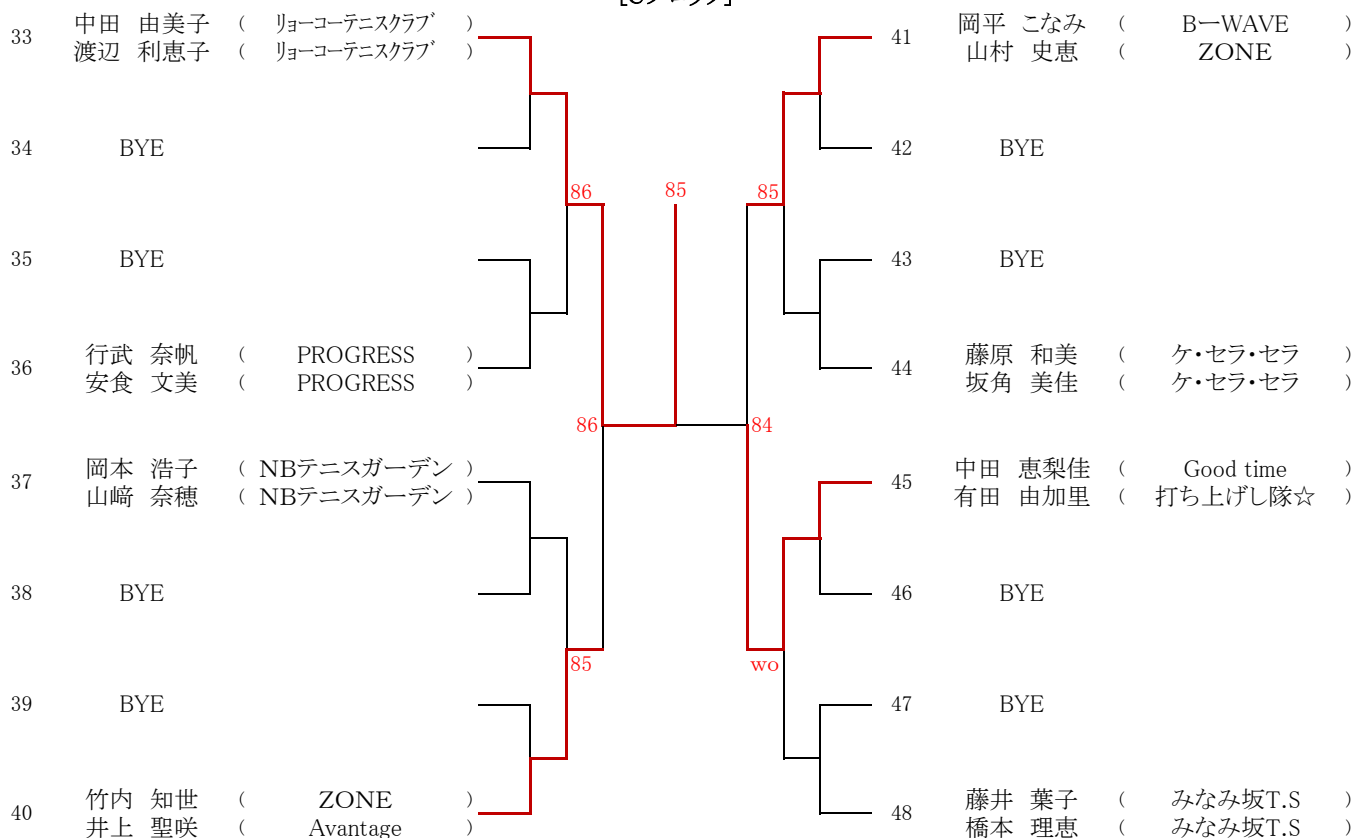 33 中田 由美子 ( リョーコーテニスクラブ )
渡辺 利恵子 ( リョーコーテニスクラブ )
34 BYE
35 BYE
36 行武 奈帆 ( PROGRESS )
安食 文美 ( PROGRESS )
37 岡本 浩子 ( NBテニスガーデン )
山﨑 奈穂 ( NBテニスガーデン )
38 BYE
39 BYE
40 竹内 知世 ( ZONE )
井上 聖咲 ( Avantage )
86
86
85
85
85
84
wo
41 岡平 こなみ ( BーWAVE )
山村 史恵 ( ZONE )
42 BYE
43 BYE
44 藤原 和美 ( ケ・セラ・セラ )
坂角 美佳 ( ケ・セラ・セラ )
45 中田 恵梨佳 ( Good time )
有田 由加里 ( 打ち上げし隊☆ )
46 BYE
47 BYE
48 藤井 葉子 ( みなみ坂T.S )
橋本 理恵 ( みなみ坂T.S )